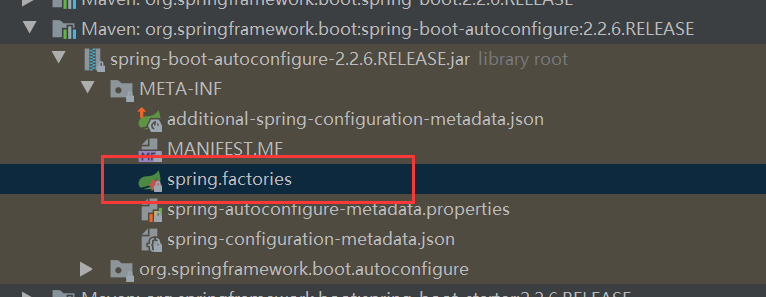 Maven: org.springframework.boot:spring-boot:2.2.6.RELEASE
Maven: org.springframework.boot:spring-boot-autoconfigure:2.2.6.RELEASE
spring-boot-autoconfigure-2.2.6.RELEASE.jar library root
META-INF
additional-spring-configuration-metadata.json
MANIFEST.MF
spring.factories
spring-autoconfigure-metadata.properties
spring-configuration-metadata.json
org.springframework.boot.autoconfigure
Maven: org.springframework.boot:spring-boot-starter:2.2.6.RELEASE